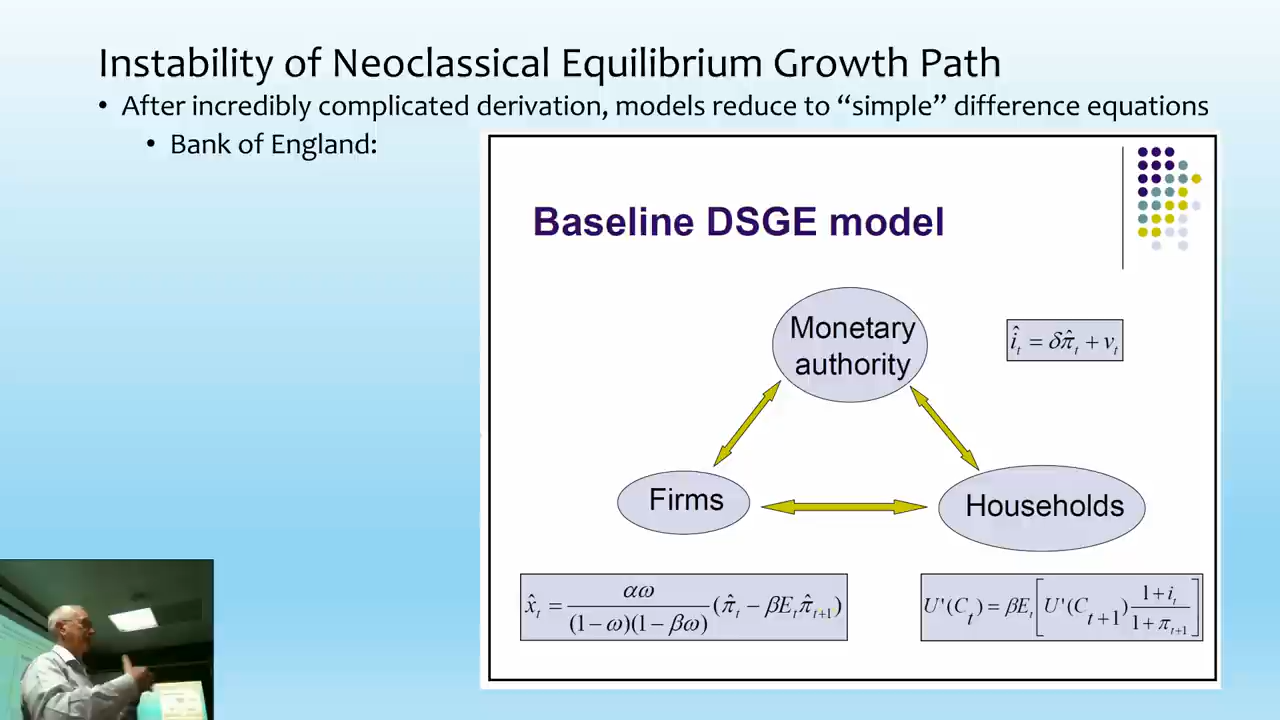 Instability of Neoclassical Equilibrium Growth Path
• After incredibly complicated derivation, models reduce to “simple” difference equations
• Bank of England:
Baseline DSGE model
Monetary
authority
î_t = δπ̂_t + v_t
Firms
Households
x̂_t = αω / ((1−ω)(1−βω)) (π̂_t − βE_t π̂_{t+1})
U'(C_t) = βE_t [U'(C_{t+1}) (1+i_t) / (1+π_{t+1})]